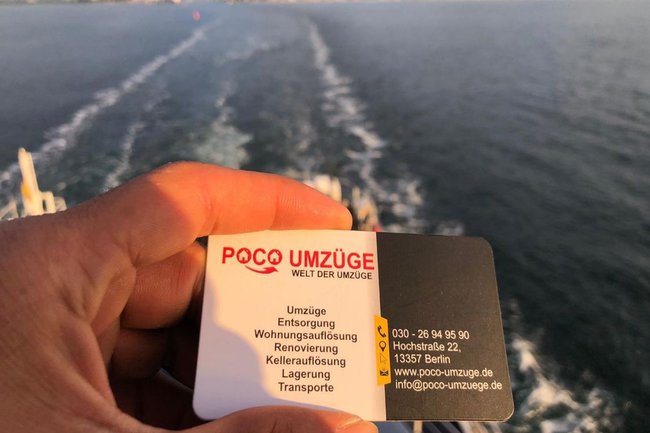 POCO UMZÜGE
WELT DER UMZÜGE
Umzüge
Entsorgung
Wohnungsauflösung
Renovierung
Kellerauflösung
Lagerung
Transporte
030 - 26 94 95 90
Hochstraße 22,
13357 Berlin
www.poco-umzuge.de
info@poco-umzuege.de